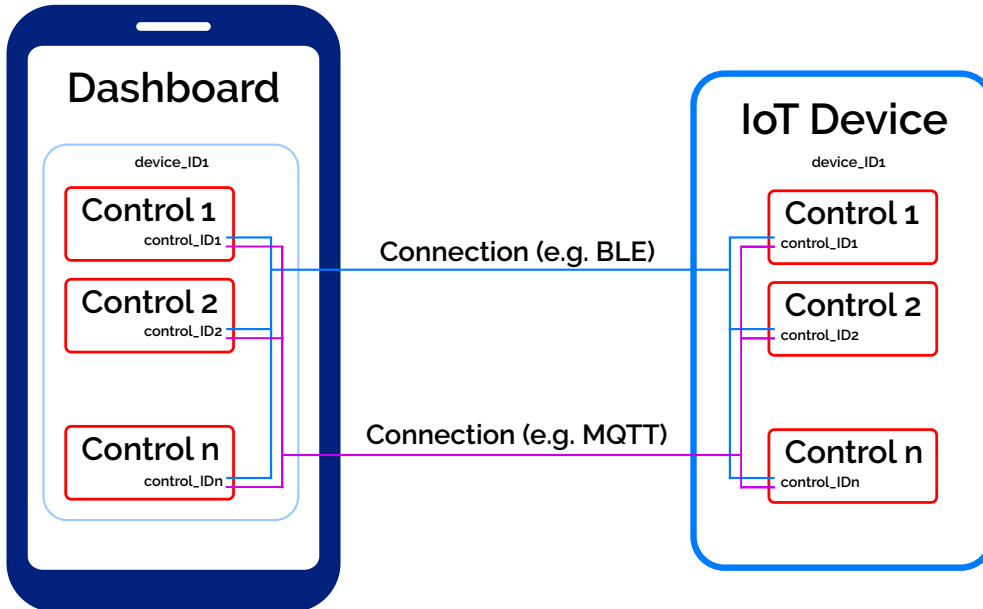 Dashboard
device_ID1
Control 1
control_ID1
Control 2
control_ID2
Control n
control_IDn
Connection (e.g. BLE)
Connection (e.g. MQTT)
IoT Device
device_ID1
Control 1
control_ID1
Control 2
control_ID2
Control n
control_IDn